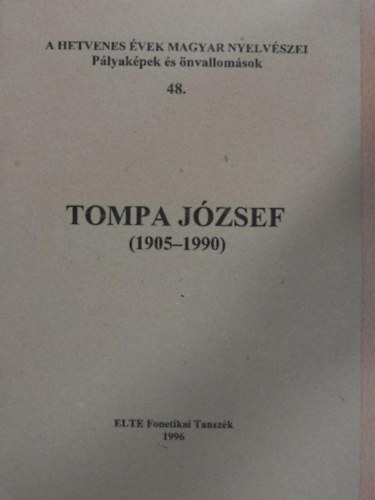 A HETVENES ÉVEK MAGYAR NYELVÉSZEI
Pályaképek és önvallomások
48.
TOMPA JÓZSEF
(1905–1990)
ELTE Fonetikai Tanszék
1996